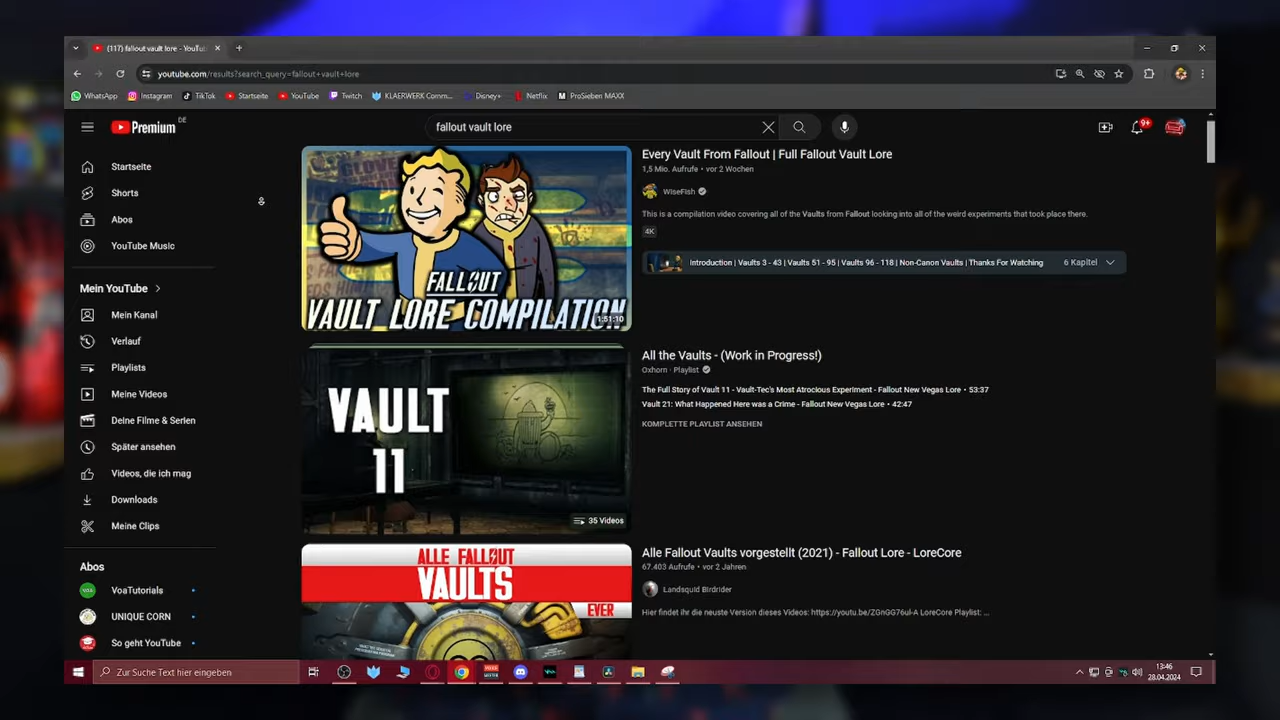 (117) fallout vault lore - YouTu
youtube.com/results?search_query=fallout+vault+lore
WhatsApp
Instagram
TikTok
Startseite
YouTube
Twitch
KLAERWERK Comm...
Disney+
Netflix
ProSieben MAXX
Premium DE
fallout vault lore
9+
Startseite
Shorts
Abos
YouTube Music
Mein YouTube
Mein Kanal
Verlauf
Playlists
Meine Videos
Deine Filme & Serien
Später ansehen
Videos, die ich mag
Downloads
Meine Clips
Abos
VoaTutorials
UNIQUE CORN
So geht YouTube
FALLOUT
VAULT LORE COMPILATION
1:51:10
Every Vault From Fallout | Full Fallout Vault Lore
1,5 Mio. Aufrufe • vor 2 Wochen
WiseFish
This is a compilation video covering all of the Vaults from Fallout looking into all of the weird experiments that took place there.
4K
Introduction | Vaults 3 - 43 | Vaults 51 - 95 | Vaults 96 - 118 | Non-Canon Vaults | Thanks For Watching
6 Kapitel
VAULT
11
35 Videos
All the Vaults - (Work in Progress!)
Oxhorn · Playlist
The Full Story of Vault 11 - Vault-Tec's Most Atrocious Experiment - Fallout New Vegas Lore • 53:37
Vault 21: What Happened Here was a Crime - Fallout New Vegas Lore • 42:47
KOMPLETTE PLAYLIST ANSEHEN
ALLE FALLOUT
VAULTS
EVER
Alle Fallout Vaults vorgestellt (2021) - Fallout Lore - LoreCore
67.403 Aufrufe • vor 2 Jahren
Landsquid Birdrider
Hier findet ihr die neuste Version dieses Videos: https://youtu.be/ZGnGG76ul-A LoreCore Playlist: ...
Zur Suche Text hier eingeben
13:46
28.04.2024